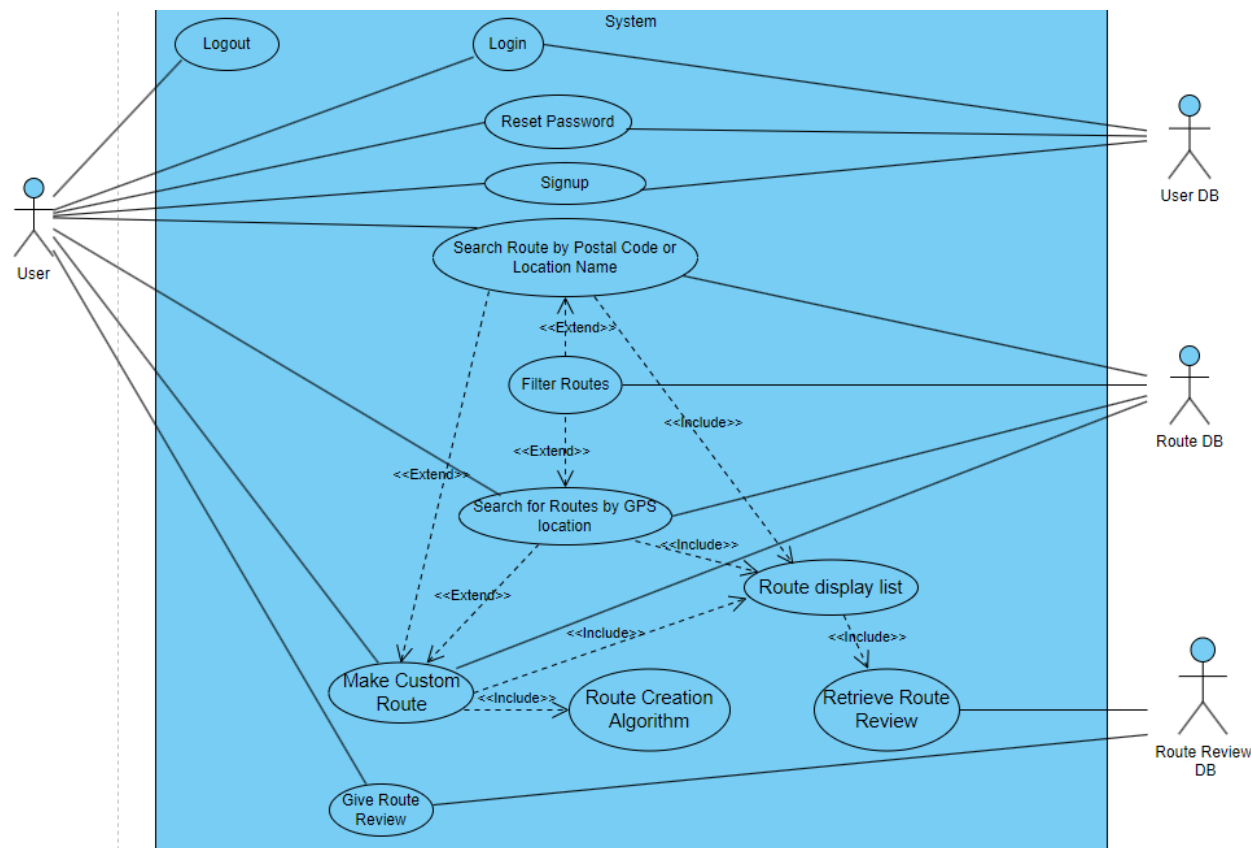 System
Logout
Login
Reset Password
User DB
Signup
Search Route by Postal Code or
Location Name
User
<<Extend>>
Filter Routes
Route DB
<<Include>>
<<Extend>>
<<Extend>>
Search for Routes by GPS
location
<<Include>>
Route display list
<<Extend>>
<<Include>>
<<Include>>
Make Custom
Route
<<Include>>
Route Creation
Algorithm
Retrieve Route
Review
Route Review
DB
Give Route
Review